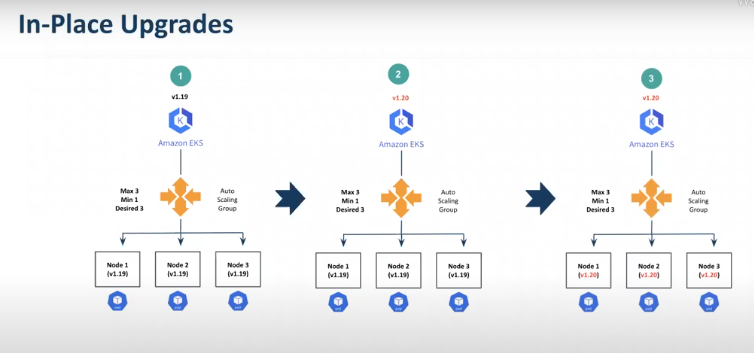 In-Place Upgrades
1
v1.19
Amazon EKS
Max 3
Min 1
Desired 3
Auto
Scaling
Group
Node 1
(v1.19)
Node 2
(v1.19)
Node 3
(v1.19)
2
v1.20
Amazon EKS
Max 3
Min 1
Desired 3
Auto
Scaling
Group
Node 1
(v1.19)
Node 2
(v1.19)
Node 3
(v1.19)
3
v1.20
Amazon EKS
Max 3
Min 1
Desired 3
Auto
Scaling
Group
Node 1
(v1.20)
Node 2
(v1.20)
Node 3
(v1.20)